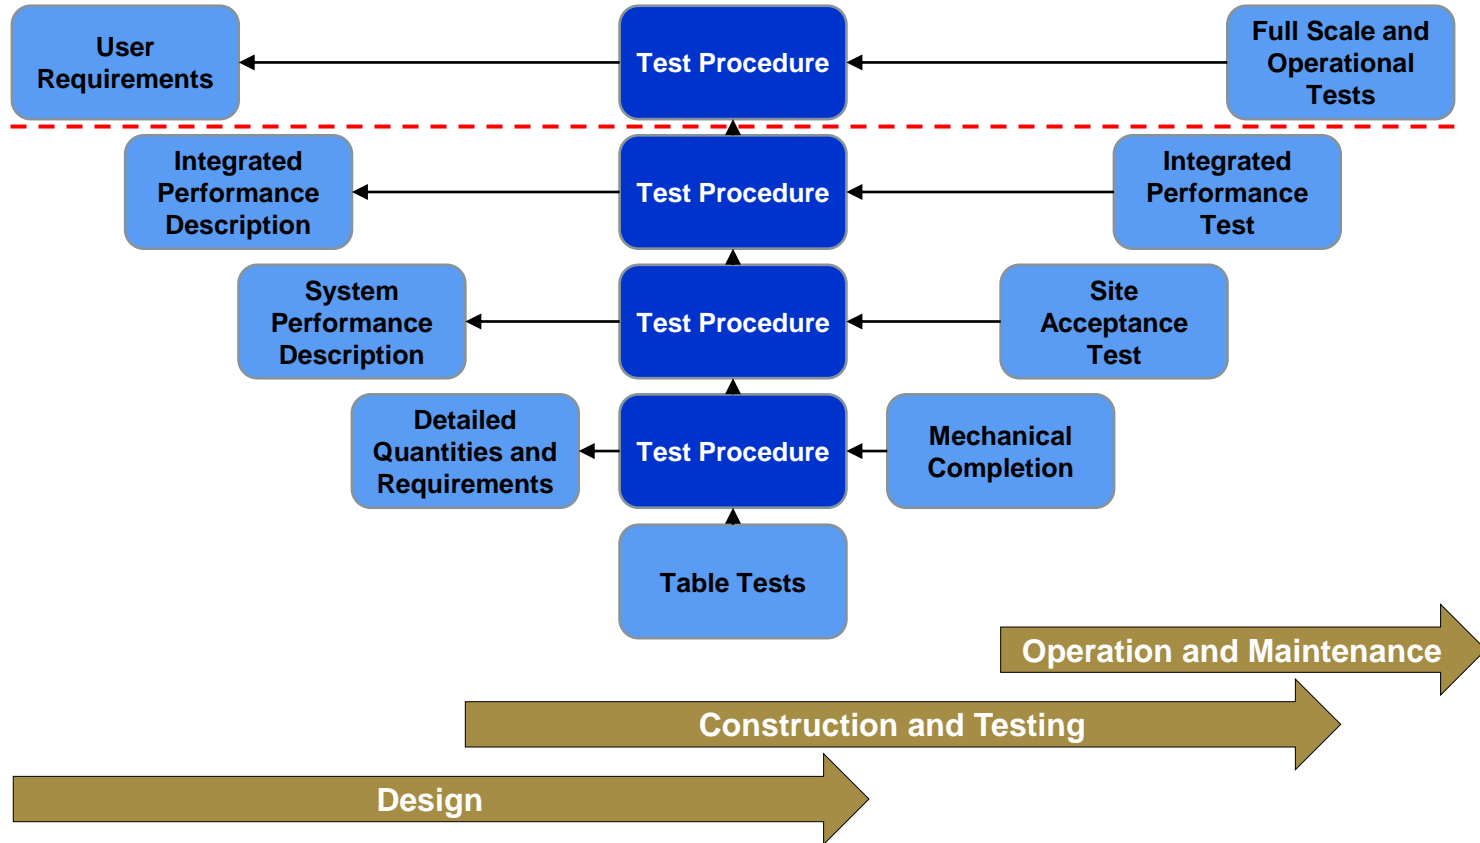 User
Requirements
Test Procedure
Full Scale and
Operational
Tests
Integrated
Performance
Description
Test Procedure
Integrated
Performance
Test
System
Performance
Description
Test Procedure
Site
Acceptance
Test
Detailed
Quantities and
Requirements
Test Procedure
Mechanical
Completion
Table Tests
Operation and Maintenance
Construction and Testing
Design